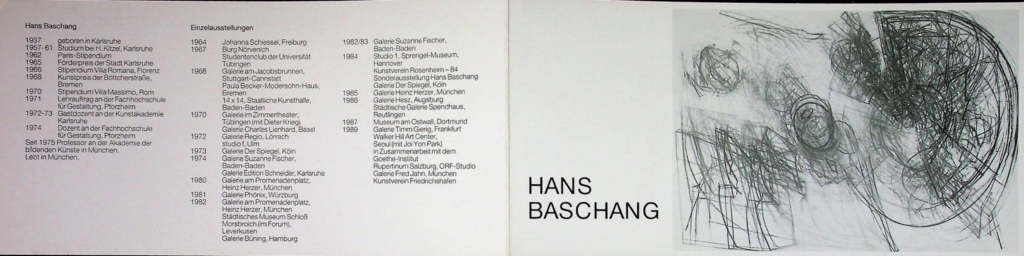 Hans Baschang
1937 geboren in Karlsruhe
1957-61 Studium bei H. Kitzel, Karlsruhe
1962 Paris-Stipendium
1965 Förderpreis der Stadt Karlsruhe
1966 Stipendium Villa Romana, Florenz
1968 Kunstpreis der Böttcherstraße,
Bremen
1970 Stipendium Villa Massimo, Rom
1971 Lehrauftrag an der Fachhochschule
für Gestaltung, Pforzheim
1972-73 Gastdozent an der Kunstakademie
Karlsruhe
1974 Dozent an der Fachhochschule
für Gestaltung, Pforzheim
Seit 1975 Professor an der Akademie der
bildenden Künste in München.
Lebt in München.
Einzelausstellungen
1964 Johanna Schiessel, Freiburg
1967 Burg Nörvenich
Studentenclub der Universität
Tübingen
1968 Galerie am Jacobsbrunnen,
Stuttgart-Cannstatt
Paula Becker-Modersohn-Haus,
Bremen
14 x 14, Staatliche Kunsthalle,
Baden-Baden
1970 Galerie im Zimmertheater,
Tübingen (mit Dieter Krieg)
Galerie Charles Lienhard, Basel
1972 Galerie Regio, Lörrach
studio f, Ulm
1973 Galerie Der Spiegel, Köln
1974 Galerie Suzanne Fischer,
Baden-Baden
Galerie Edition Schneider, Karlsruhe
1980 Galerie am Promenadenplatz,
Heinz Herzer, München
1981 Galerie Phönix, Würzburg
1982 Galerie am Promenadenplatz,
Heinz Herzer, München
Städtisches Museum Schloß
Morsbroich (im Forum),
Leverkusen
Galerie Büning, Hamburg
1982/83 Galerie Suzanne Fischer,
Baden-Baden
1984 Studio 1, Sprengel-Museum,
Hannover
Kunstverein Rosenheim – 84
Sonderausstellung Hans Baschang
Galerie Der Spiegel, Köln
1985 Galerie Heinz Herzer, München
1986 Galerie Hesz, Augsburg
Städtische Galerie Spendhaus,
Reutlingen
1987 Museum am Ostwall, Dortmund
1989 Galerie Timm Gierig, Frankfurt
Walker Hill Art Center,
Seoul (mit Joi Yon Park)
in Zusammenarbeit mit dem
Goethe-Institut
Rupertinum Salzburg, ORF-Studio
Galerie Fred Jahn, München
Kunstverein Friedrichshafen
HANS
BASCHANG